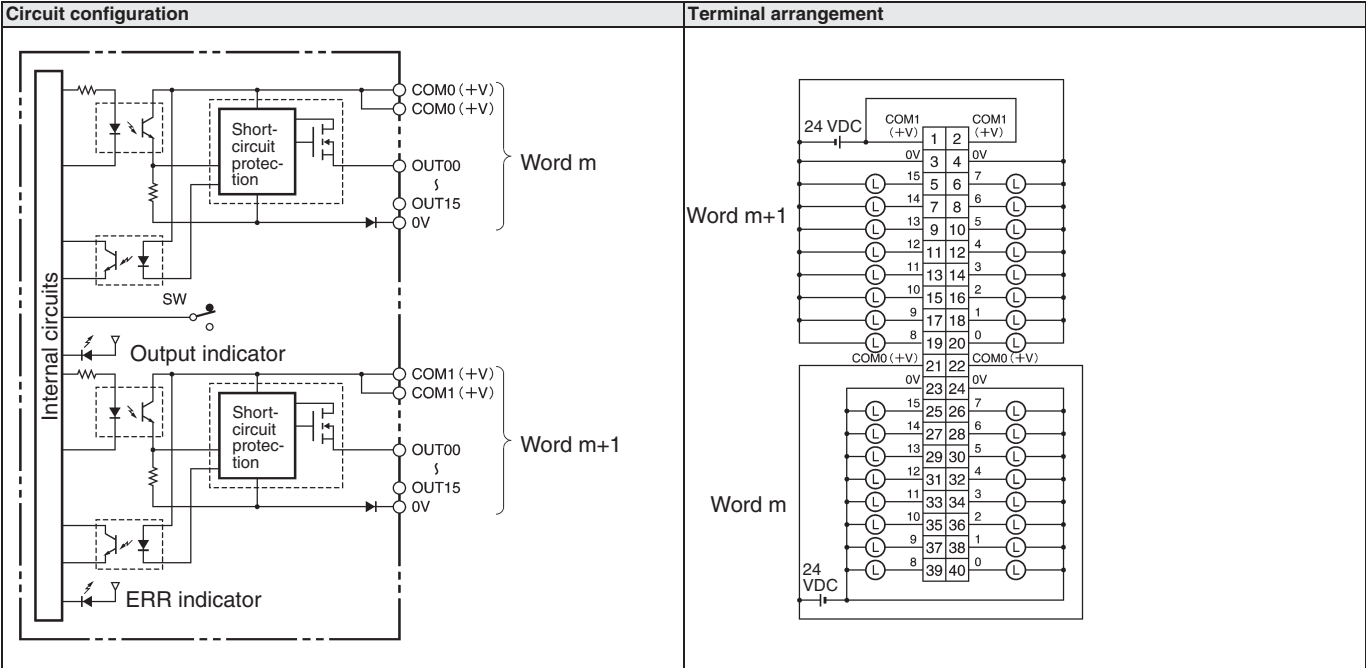 Circuit configuration
Terminal arrangement
COM0 (+V)
COM0 (+V)
Short-
circuit
protec-
tion
OUT00
Word m
OUT15
0V
Internal circuits
SW
Output indicator
COM1 (+V)
COM1 (+V)
Short-
circuit
protec-
tion
OUT00
Word m+1
OUT15
0V
ERR indicator
24 VDC
COM1
(+V)
1 2
COM1
(+V)
0V 3 4 0V
L 15 5 6 7 L
L 14 7 8 6 L
Word m+1
L 13 9 10 5 L
L 12 11 12 4 L
L 11 13 14 3 L
L 10 15 16 2 L
L 9 17 18 1 L
L 8 19 20 0 L
COM0 (+V) 21 22 COM0 (+V)
0V 23 24 0V
L 15 25 26 7 L
L 14 27 28 6 L
L 13 29 30 5 L
L 12 31 32 4 L
Word m
L 11 33 34 3 L
L 10 35 36 2 L
L 9 37 38 1 L
L 8 39 40 0 L
24
VDC